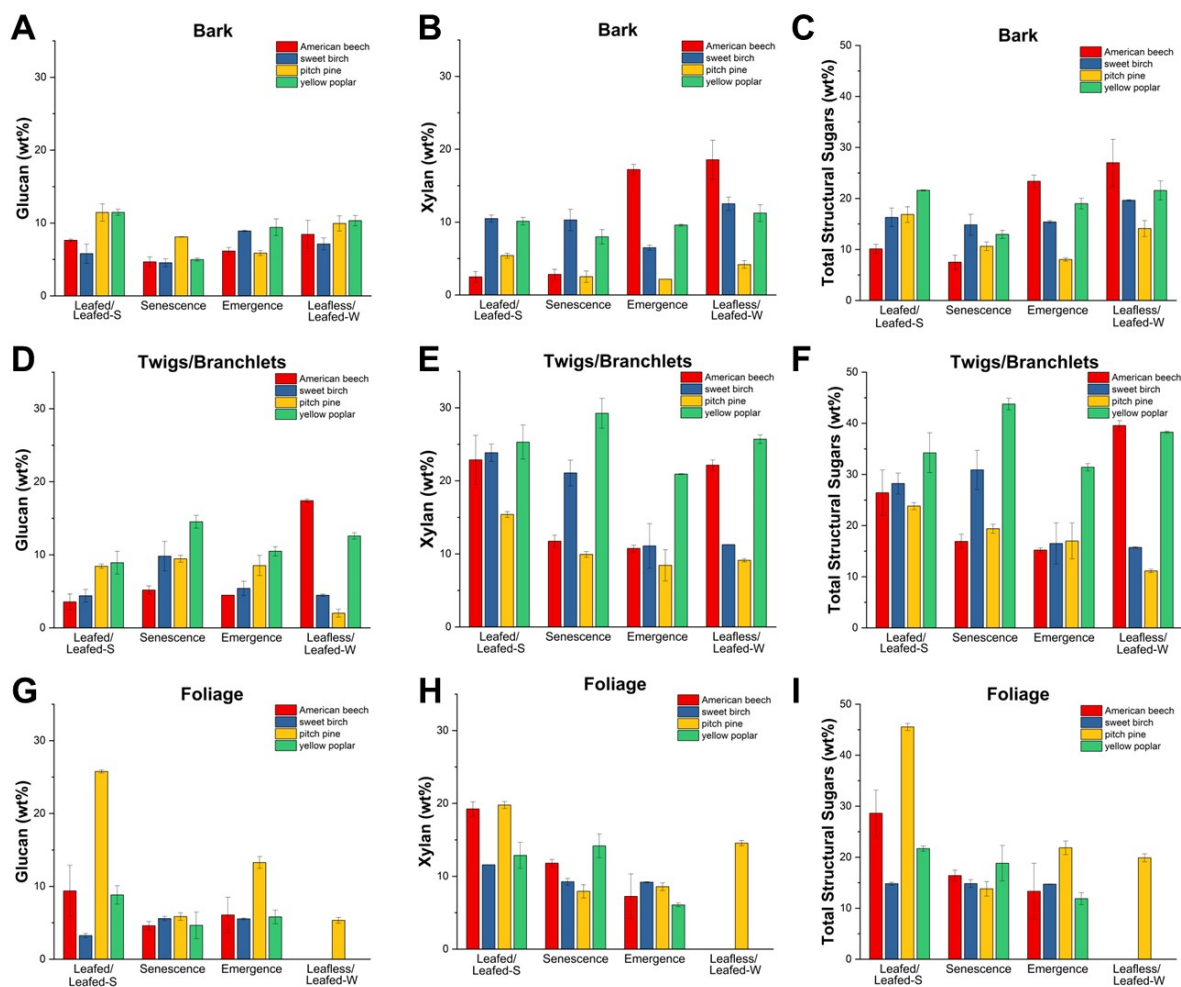 A
Bark
American beech
sweet birch
pitch pine
yellow poplar
Glucan (wt%)
30
20
10
0
Leafed/
Leafed-S
Senescence
Emergence
Leafless/
Leafed-W
B
Bark
American beech
sweet birch
pitch pine
yellow poplar
Xylan (wt%)
30
20
10
0
Leafed/
Leafed-S
Senescence
Emergence
Leafless/
Leafed-W
C
Bark
American beech
sweet birch
pitch pine
yellow poplar
Total Structural Sugars (wt%)
50
40
30
20
10
0
Leafed/
Leafed-S
Senescence
Emergence
Leafless/
Leafed-W
D
Twigs/Branchlets
American beech
sweet birch
pitch pine
yellow poplar
Glucan (wt%)
30
20
10
0
Leafed/
Leafed-S
Senescence
Emergence
Leafless/
Leafed-W
E
Twigs/Branchlets
American beech
sweet birch
pitch pine
yellow poplar
Xylan (wt%)
30
20
10
0
Leafed/
Leafed-S
Senescence
Emergence
Leafless/
Leafed-W
F
Twigs/Branchlets
American beech
sweet birch
pitch pine
yellow poplar
Total Structural Sugars (wt%)
50
40
30
20
10
0
Leafed/
Leafed-S
Senescence
Emergence
Leafless/
Leafed-W
G
Foliage
American beech
sweet birch
pitch pine
yellow poplar
Glucan (wt%)
30
20
10
0
Leafed/
Leafed-S
Senescence
Emergence
Leafless/
Leafed-W
H
Foliage
American beech
sweet birch
pitch pine
yellow poplar
Xylan (wt%)
30
20
10
0
Leafed/
Leafed-S
Senescence
Emergence
Leafless/
Leafed-W
I
Foliage
American beech
sweet birch
pitch pine
yellow poplar
Total Structural Sugars (wt%)
50
40
30
20
10
0
Leafed/
Leafed-S
Senescence
Emergence
Leafless/
Leafed-W